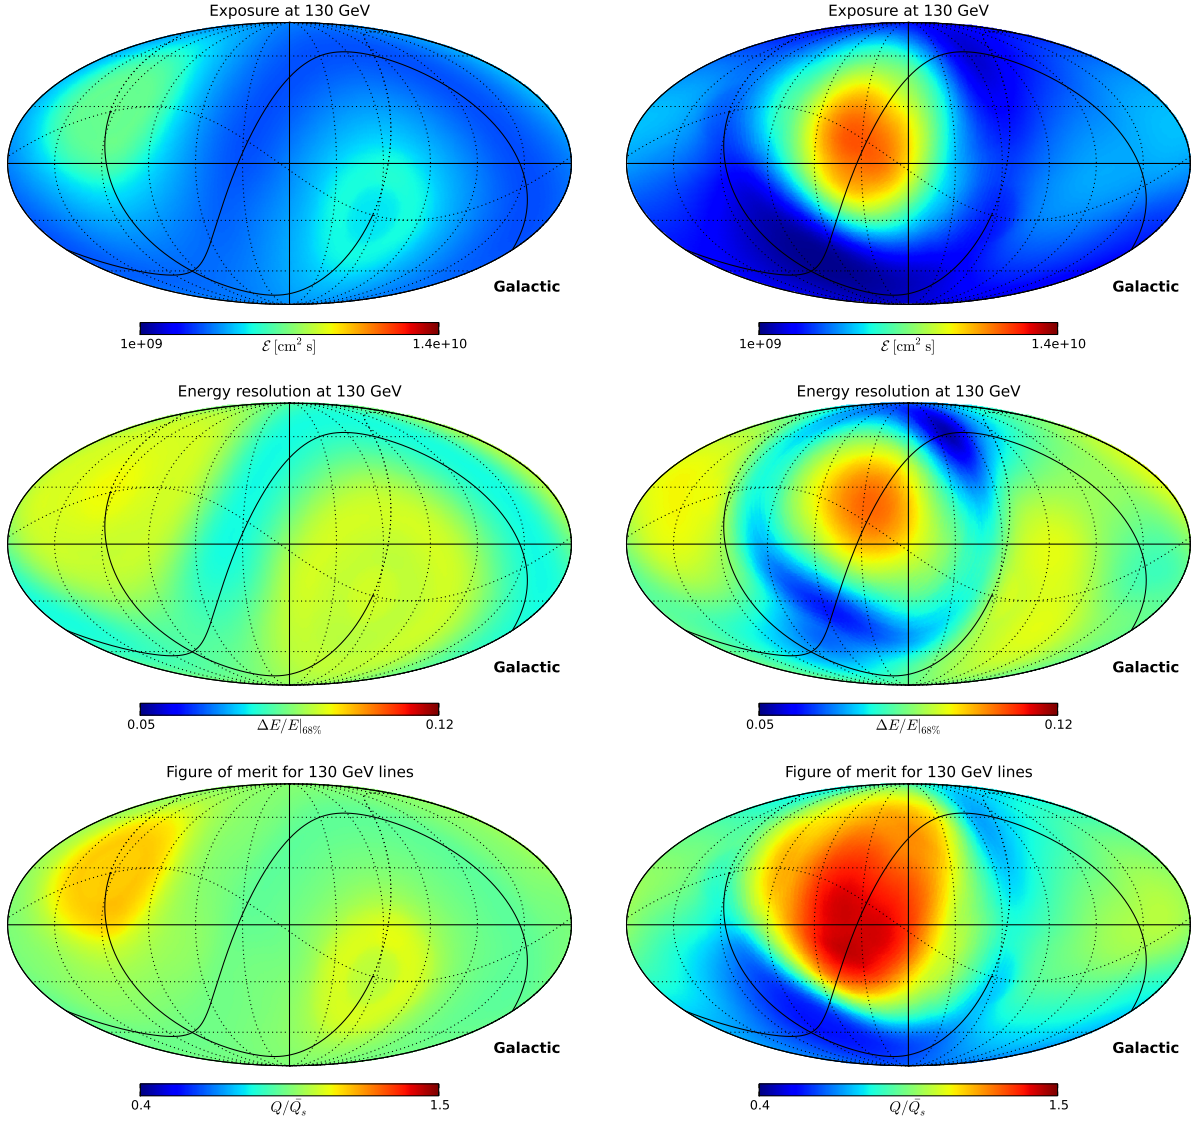 Exposure at 130 GeV
Exposure at 130 GeV
Galactic
Galactic
1e+09 ℰ [cm² s] 1.4e+10
1e+09 ℰ [cm² s] 1.4e+10
Energy resolution at 130 GeV
Energy resolution at 130 GeV
Galactic
Galactic
0.05 ΔE/E|₆₈% 0.12
0.05 ΔE/E|₆₈% 0.12
Figure of merit for 130 GeV lines
Figure of merit for 130 GeV lines
Galactic
Galactic
0.4 Q/Q̄ₛ 1.5
0.4 Q/Q̄ₛ 1.5